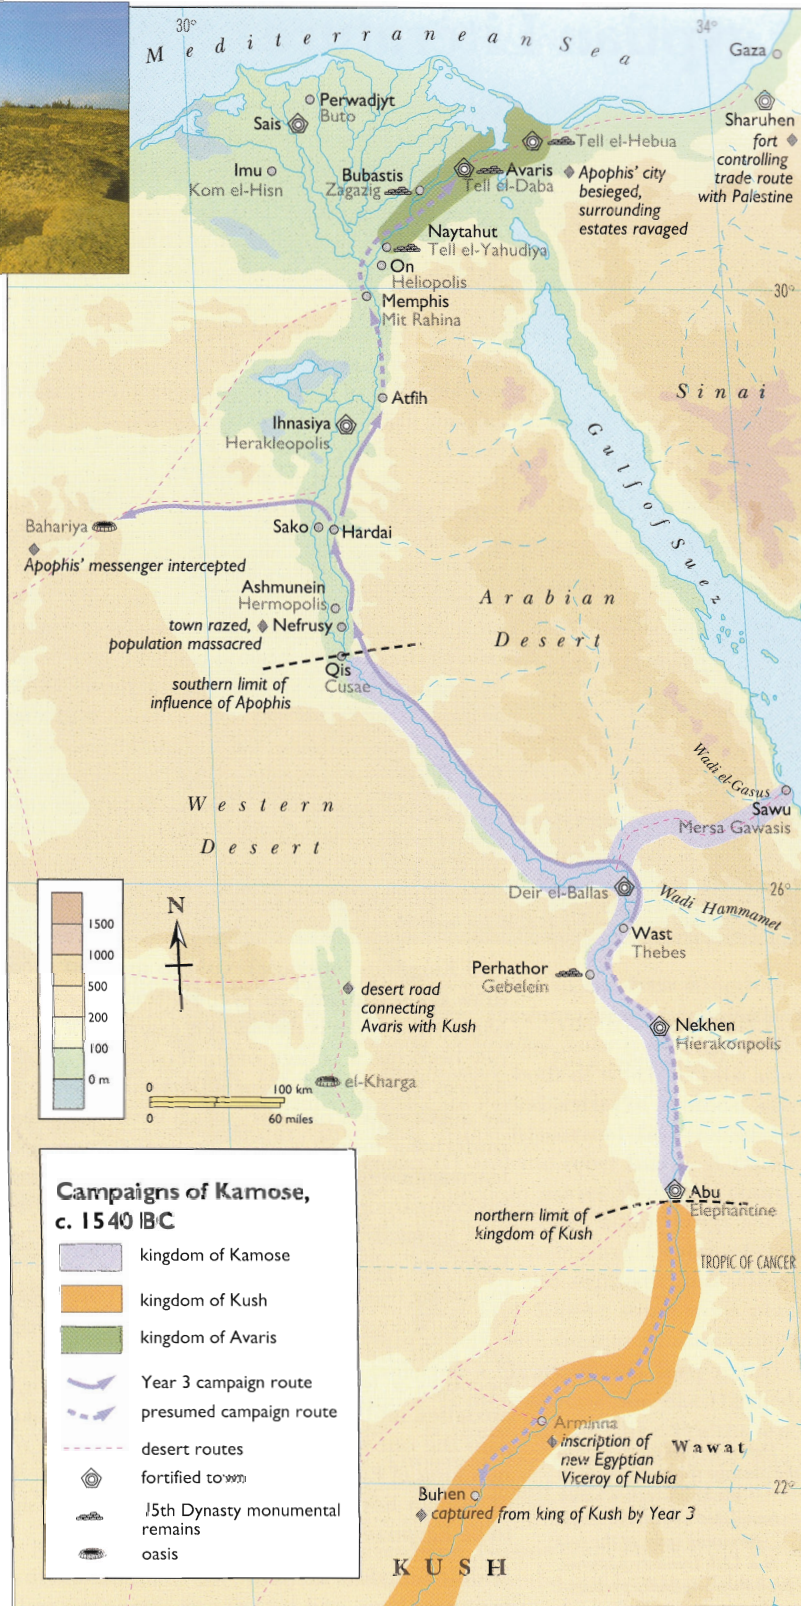 30°
34°
Mediterranean Sea
Gaza
Perwadjyt
Buto
Sais
Sharuhen
fort
controlling
trade route
with Palestine
Tell el-Hebua
Imu
Kom el-Hisn
Bubastis
Zagazig
Avaris
Tell el-Daba
Apophis' city
besieged,
surrounding
estates ravaged
Naytahut
Tell el-Yahudiya
On
Heliopolis
30°
Memphis
Mit Rahina
Sinai
Atfih
Ihnasiya
Herakleopolis
Gulf of Suez
Bahariya
Sako
Hardai
Apophis' messenger intercepted
Ashmunein
Hermopolis
Arabian
Desert
town razed,
population massacred
Nefrusy
Qis
Cusae
southern limit of
influence of Apophis
Wadi el-Gasus
Sawu
Mersa Gawasis
Western
Desert
Deir el-Ballas
26°
Wadi Hammamet
N
1500
1000
500
200
100
0 m
Wast
Thebes
Perhathor
Gebelein
desert road
connecting
Avaris with Kush
Nekhen
Hierakonpolis
el-Kharga
0 100 km
0 60 miles
Abu
Elephantine
northern limit of
kingdom of Kush
TROPIC OF CANCER
Campaigns of Kamose,
c. 1540 BC
kingdom of Kamose
kingdom of Kush
kingdom of Avaris
Year 3 campaign route
presumed campaign route
desert routes
fortified town
15th Dynasty monumental
remains
oasis
Arminna
inscription of
new Egyptian
Viceroy of Nubia
Wawat
22°
Buhen
captured from king of Kush by Year 3
KUSH